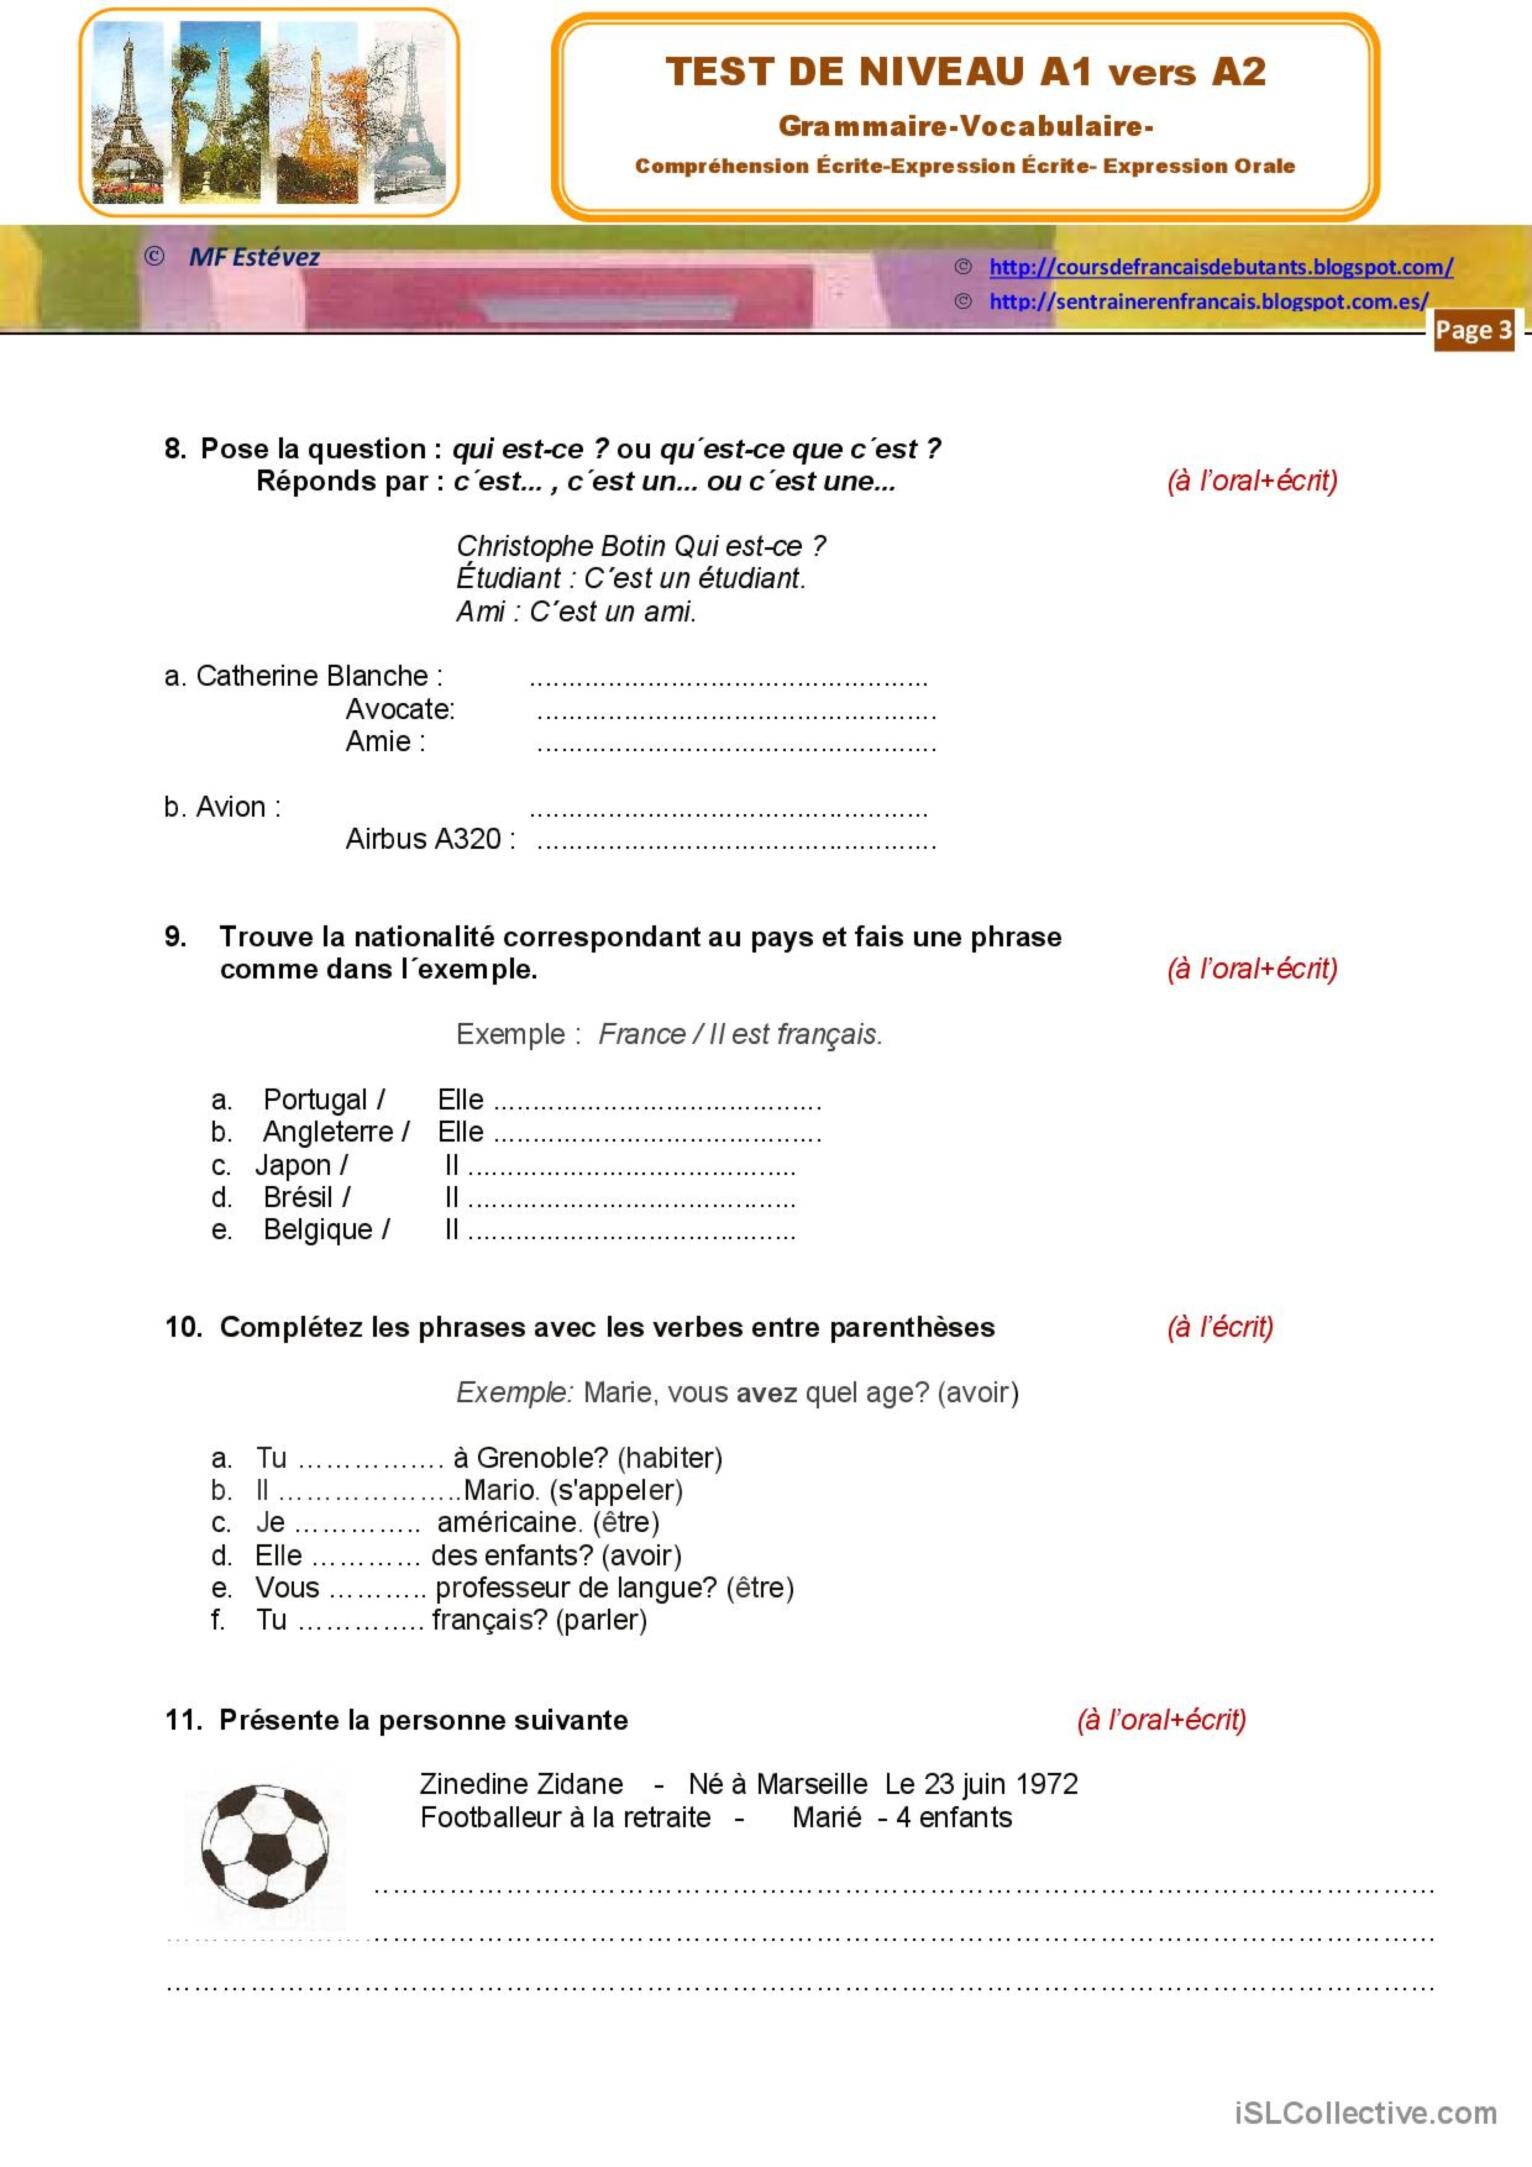 TEST DE NIVEAU A1 vers A2
Grammaire-Vocabulaire-
Compréhension Écrite-Expression Écrite- Expression Orale
© MF Estévez
© http://coursdefrancaisdebutants.blogspot.com/
© http://sentrainerenfrancais.blogspot.com.es/
Page 3
8. Pose la question : qui est-ce ? ou qu´est-ce que c´est ?
Réponds par : c´est... , c´est un... ou c´est une... (à l’oral+écrit)
Christophe Botin Qui est-ce ?
Étudiant : C´est un étudiant.
Ami : C´est un ami.
a. Catherine Blanche : ...................................................
Avocate: ...................................................
Amie : ...................................................
b. Avion : ...................................................
Airbus A320 : ...................................................
9. Trouve la nationalité correspondant au pays et fais une phrase
comme dans l´exemple. (à l’oral+écrit)
Exemple : France / Il est français.
a. Portugal / Elle ..........................................
b. Angleterre / Elle ..........................................
c. Japon / Il ..........................................
d. Brésil / Il ..........................................
e. Belgique / Il ..........................................
10. Complétez les phrases avec les verbes entre parenthèses (à l’écrit)
Exemple: Marie, vous avez quel age? (avoir)
a. Tu ……………. à Grenoble? (habiter)
b. Il ………………..Mario. (s'appeler)
c. Je ………….. américaine. (être)
d. Elle ………… des enfants? (avoir)
e. Vous ……….. professeur de langue? (être)
f. Tu ………….. français? (parler)
11. Présente la personne suivante (à l’oral+écrit)
Zinedine Zidane - Né à Marseille Le 23 juin 1972
Footballeur à la retraite - Marié - 4 enfants
……………………………………………………………………………………………………
……………………………………………………………………………………………………………………
……………………………………………………………………………………………………………………
iSLCollective.com